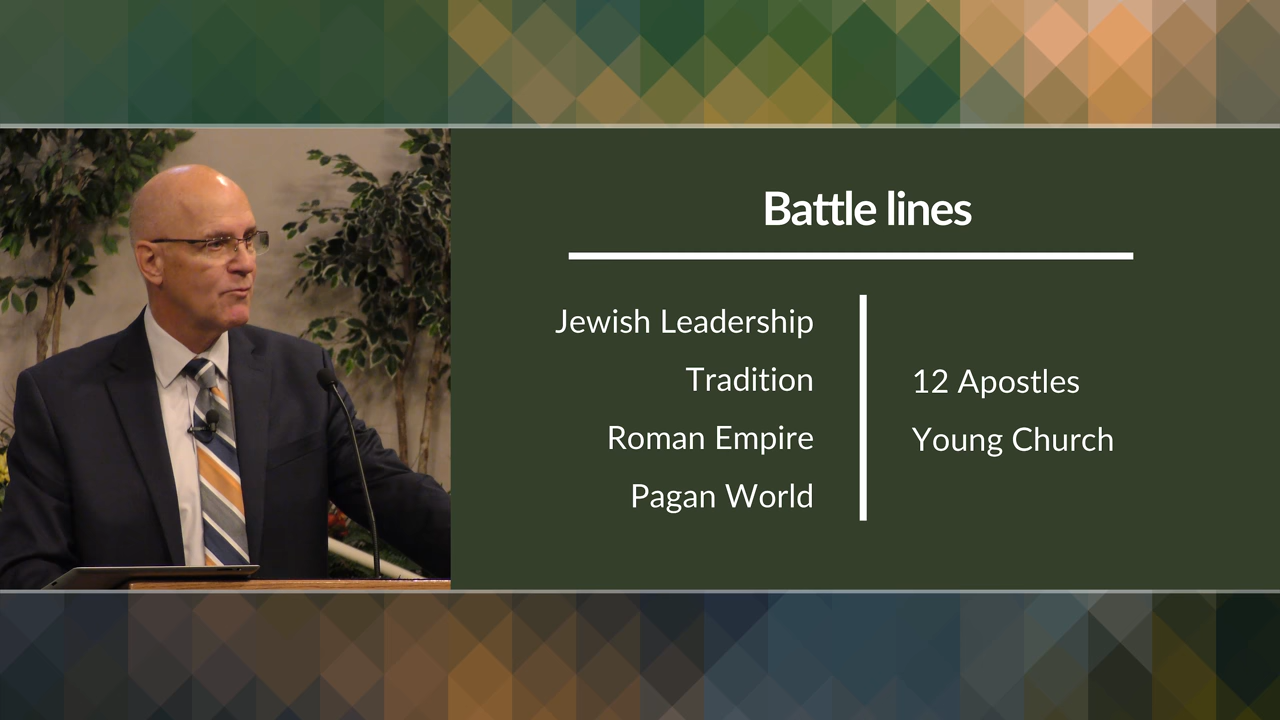 Battle lines
Jewish Leadership
Tradition
Roman Empire
Pagan World
12 Apostles
Young Church